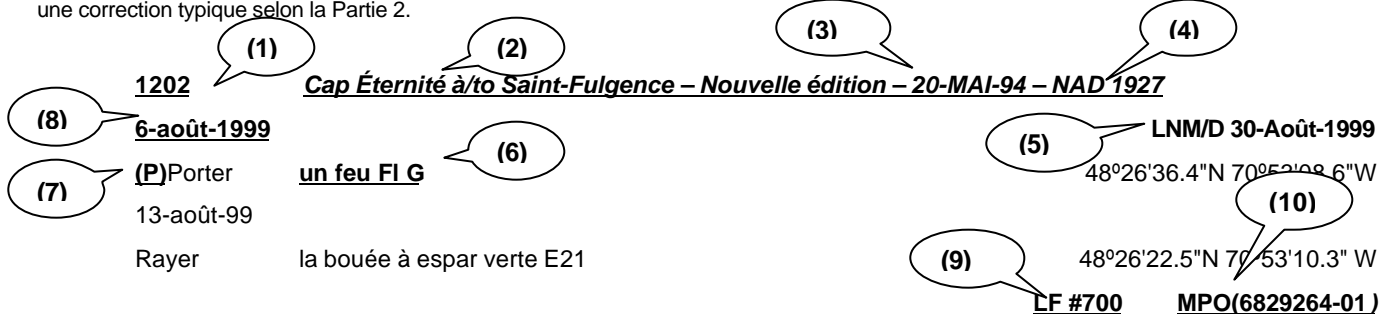 une correction typique selon la Partie 2.
(1) (2) (3) (4)
1202 Cap Éternité à/to Saint-Fulgence – Nouvelle édition – 20-MAI-94 – NAD 1927
(8) 6-août-1999 (5) LNM/D 30-Août-1999
(7) (P)Porter un feu Fl G (6) 48º26'36.4"N 70º53'08.6"W
13-août-99 (10)
Rayer la bouée à espar verte E21 (9) 48º26'22.5"N 70º53'10.3" W
LF #700 MPO(6829264-01)